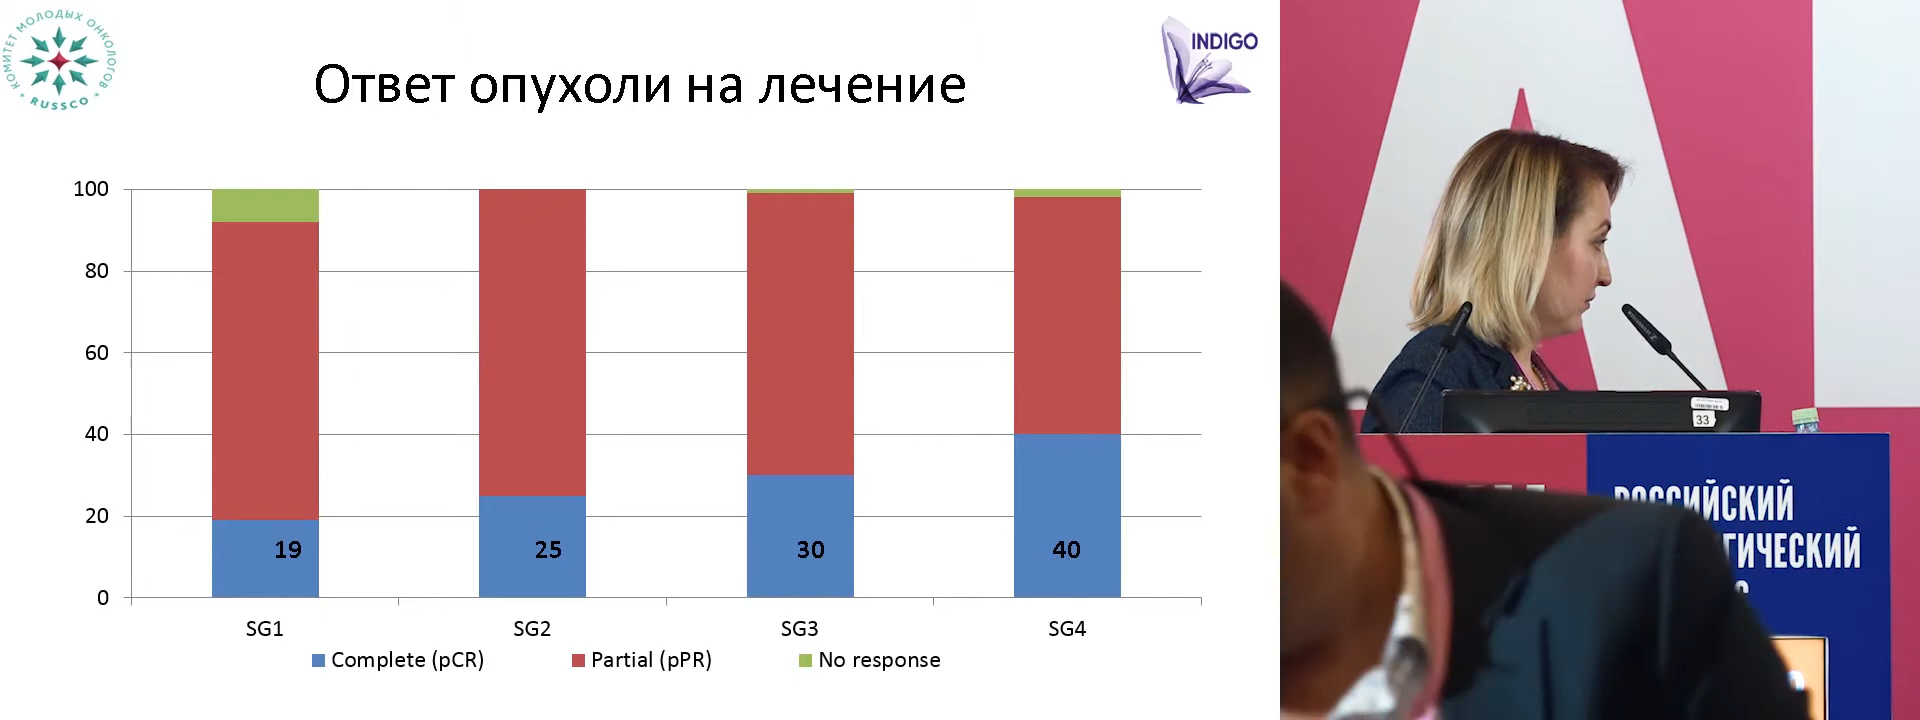 КОМИТЕТ МОЛОДЫХ ОНКОЛОГОВ
RUSSCO
INDIGO
Ответ опухоли на лечение
100
80
60
40
20
0
19
25
30
40
SG1
SG2
SG3
SG4
Complete (pCR)
Partial (pPR)
No response
33
РОССИЙСКИЙ
ГИЧЕСКИЙ